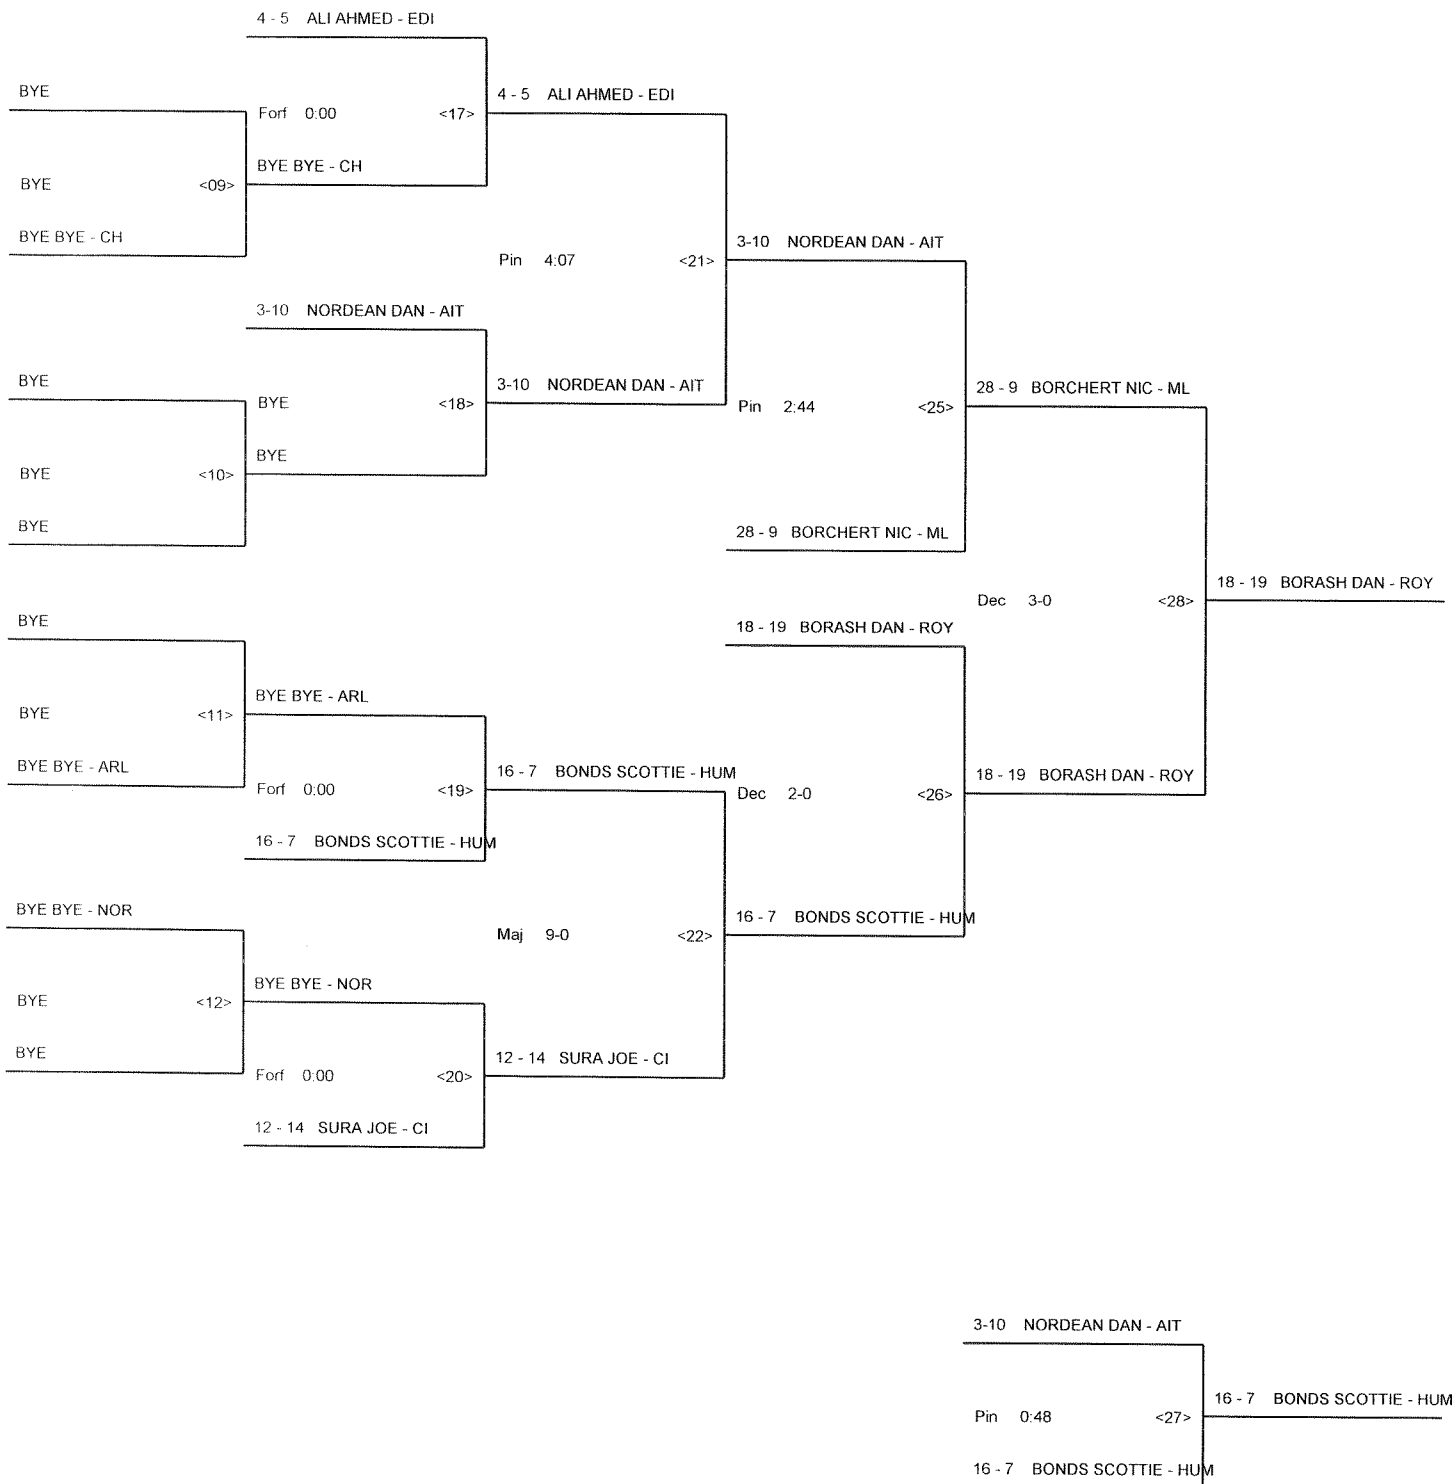 4 - 5 ALI AHMED - EDI
BYE
4 - 5 ALI AHMED - EDI
Forf 0:00 <17>
BYE BYE - CH
BYE <09>
BYE BYE - CH
3-10 NORDEAN DAN - AIT
Pin 4:07 <21>
3-10 NORDEAN DAN - AIT
BYE
3-10 NORDEAN DAN - AIT
28 - 9 BORCHERT NIC - ML
BYE <18>
Pin 2:44 <25>
BYE
BYE <10>
BYE
28 - 9 BORCHERT NIC - ML
18 - 19 BORASH DAN - ROY
Dec 3-0 <28>
BYE
18 - 19 BORASH DAN - ROY
BYE BYE - ARL
BYE <11>
BYE BYE - ARL
16 - 7 BONDS SCOTTIE - HUM
18 - 19 BORASH DAN - ROY
Forf 0:00 <19>
Dec 2-0 <26>
16 - 7 BONDS SCOTTIE - HUM
BYE BYE - NOR
16 - 7 BONDS SCOTTIE - HUM
Maj 9-0 <22>
BYE BYE - NOR
BYE <12>
BYE
12 - 14 SURA JOE - CI
Forf 0:00 <20>
12 - 14 SURA JOE - CI
3-10 NORDEAN DAN - AIT
16 - 7 BONDS SCOTTIE - HUM
Pin 0:48 <27>
16 - 7 BONDS SCOTTIE - HUM